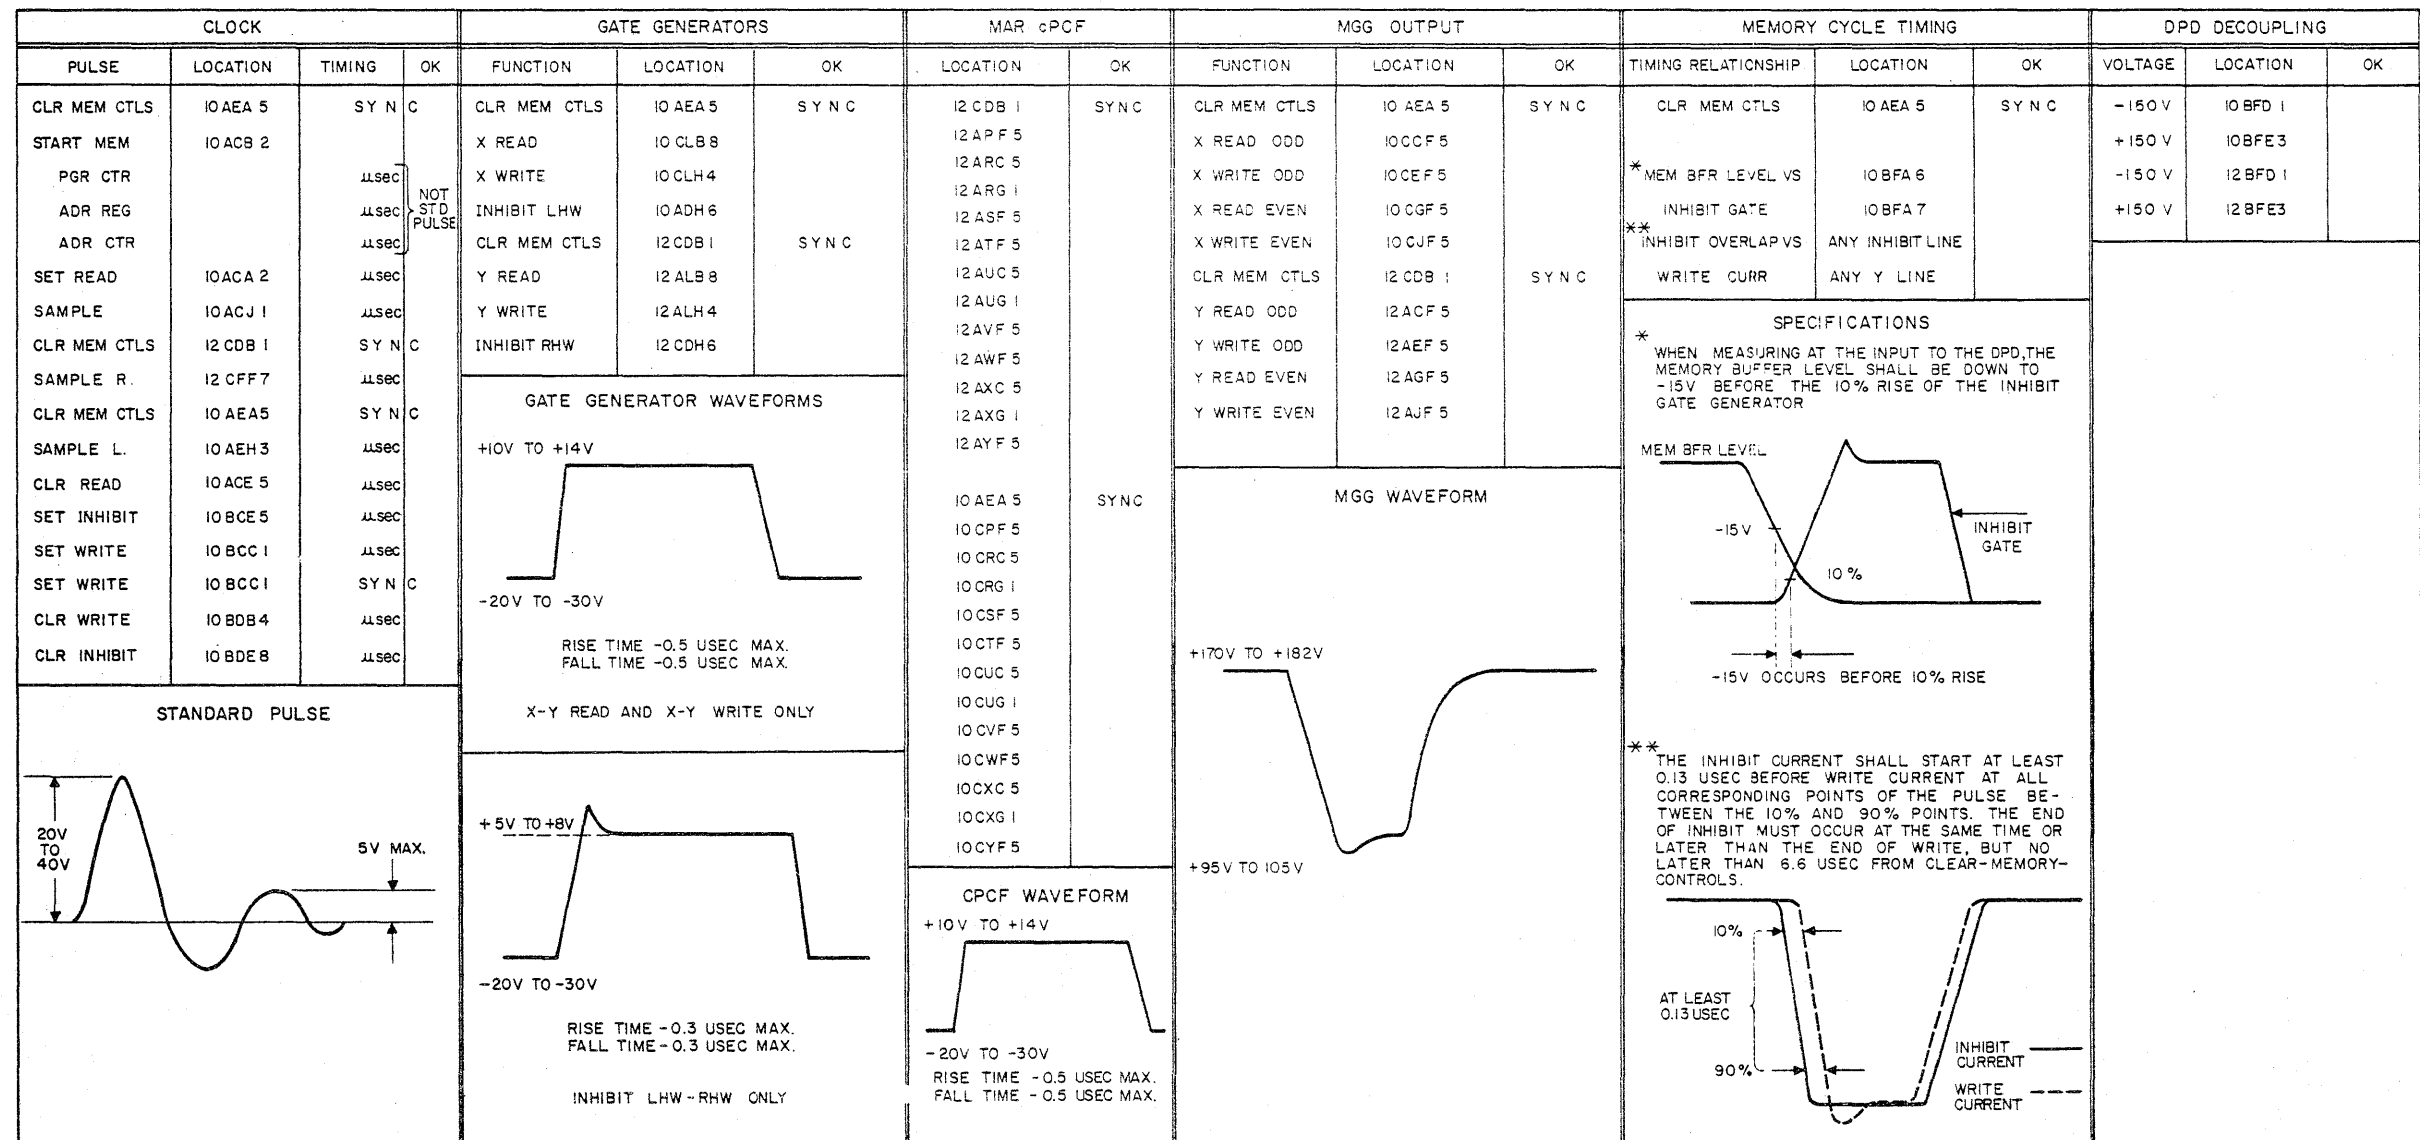 CLOCK
PULSE LOCATION TIMING OK
CLR MEM CTLS 10 AEA 5 SYNC
START MEM 10 ACB 2
PGR CTR µsec
ADR REG µsec
ADR CTR µsec
NOT
STD
PULSE
SET READ 10 ACA 2 µsec
SAMPLE 10 ACJ 1 µsec
CLR MEM CTLS 12 CDB 1 SYNC
SAMPLE R. 12 CFF7 µsec
CLR MEM CTLS 10 AEA5 SYNC
SAMPLE L. 10 AEH3 µsec
CLR READ 10 ACE 5 µsec
SET INHIBIT 10 BCE 5 µsec
SET WRITE 10 BCC 1 µsec
SET WRITE 10 BCC 1 SYNC
CLR WRITE 10 BDB 4 µsec
CLR INHIBIT 10 BDE 8 µsec
STANDARD PULSE
20V
TO
40V
5V MAX.
GATE GENERATORS
FUNCTION LOCATION OK
CLR MEM CTLS 10 AEA 5 SYNC
X READ 10 CLB 8
X WRITE 10 CLH 4
INHIBIT LHW 10 ADH 6
CLR MEM CTLS 12 CDB 1 SYNC
Y READ 12 ALB 8
Y WRITE 12 ALH 4
INHIBIT RHW 12 CDH6
GATE GENERATOR WAVEFORMS
+10V TO +14V
-20V TO -30V
RISE TIME -0.5 USEC MAX.
FALL TIME -0.5 USEC MAX.
X-Y READ AND X-Y WRITE ONLY
+5V TO +8V
-20V TO -30V
RISE TIME -0.3 USEC MAX.
FALL TIME -0.3 USEC MAX.
INHIBIT LHW-RHW ONLY
MAR cPCF
LOCATION OK
12 CDB 1 SYNC
12 APF 5
12 ARC 5
12 ARG 1
12 ASF 5
12 ATF 5
12 AUC 5
12 AUG 1
12 AVF 5
12 AWF 5
12 AXC 5
12 AXG 1
12 AYF 5
10 AEA 5 SYNC
10 CPF 5
10 CRC 5
10 CRG 1
10 CSF 5
10 CTF 5
10 CUC 5
10 CUG 1
10 CVF 5
10 CWF5
10 CXC 5
10 CXG 1
10 CYF 5
CPCF WAVEFORM
+10V TO +14V
-20V TO -30V
RISE TIME -0.5 USEC MAX.
FALL TIME -0.5 USEC MAX.
MGG OUTPUT
FUNCTION LOCATION OK
CLR MEM CTLS 10 AEA 5 SYNC
X READ ODD 10 CCF 5
X WRITE ODD 10 CEF 5
X READ EVEN 10 CGF 5
X WRITE EVEN 10 CJF 5
CLR MEM CTLS 12 CDB 1 SYNC
Y READ ODD 12 ACF 5
Y WRITE ODD 12 AEF 5
Y READ EVEN 12 AGF 5
Y WRITE EVEN 12 AJF 5
MGG WAVEFORM
+170V TO +182V
+95V TO 105V
MEMORY CYCLE TIMING
TIMING RELATIONSHIP LOCATION OK
CLR MEM CTLS 10 AEA 5 SYNC
* MEM BFR LEVEL VS 10 BFA 6
INHIBIT GATE 10 BFA 7
** INHIBIT OVERLAP VS ANY INHIBIT LINE
WRITE CURR ANY Y LINE
SPECIFICATIONS
*
WHEN MEASURING AT THE INPUT TO THE DPD, THE
MEMORY BUFFER LEVEL SHALL BE DOWN TO
-15V BEFORE THE 10% RISE OF THE INHIBIT
GATE GENERATOR
MEM BFR LEVEL
-15V
INHIBIT
GATE
10%
-15V OCCURS BEFORE 10% RISE
**
THE INHIBIT CURRENT SHALL START AT LEAST
0.13 USEC BEFORE WRITE CURRENT AT ALL
CORRESPONDING POINTS OF THE PULSE BE-
TWEEN THE 10% AND 90% POINTS. THE END
OF INHIBIT MUST OCCUR AT THE SAME TIME OR
LATER THAN THE END OF WRITE, BUT NO
LATER THAN 6.6 USEC FROM CLEAR-MEMORY-
CONTROLS.
10%
AT LEAST
0.13 USEC
90%
INHIBIT
CURRENT
WRITE
CURRENT
DPD DECOUPLING
VOLTAGE LOCATION OK
-150 V 10 BFD 1
+150 V 10 BFE3
-150 V 12 BFD 1
+150 V 12 BFE3